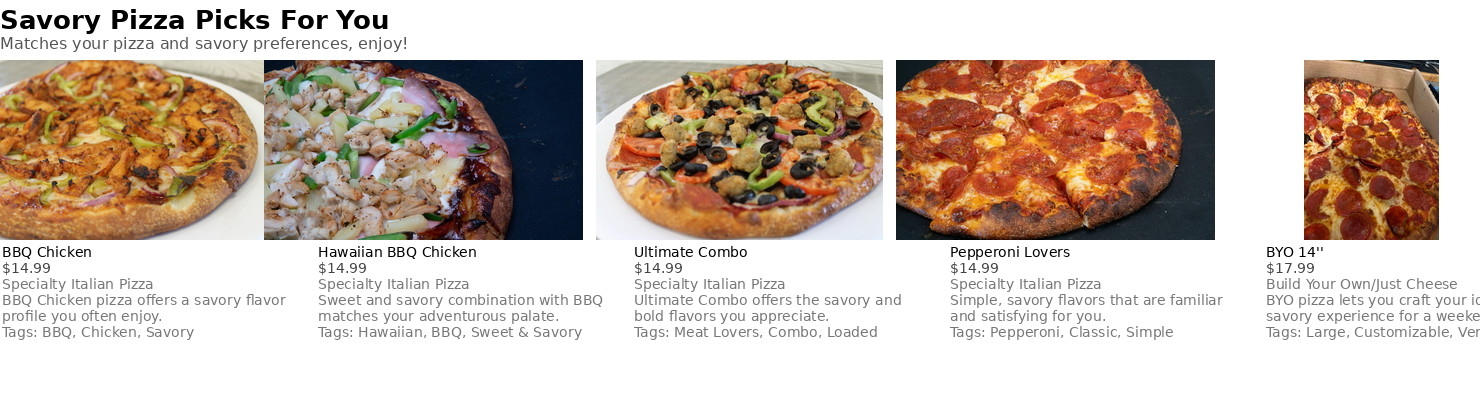 Savory Pizza Picks For You
Matches your pizza and savory preferences, enjoy!
BBQ Chicken
$14.99
Specialty Italian Pizza
BBQ Chicken pizza offers a savory flavor
profile you often enjoy.
Tags: BBQ, Chicken, Savory
Hawaiian BBQ Chicken
$14.99
Specialty Italian Pizza
Sweet and savory combination with BBQ
matches your adventurous palate.
Tags: Hawaiian, BBQ, Sweet & Savory
Ultimate Combo
$14.99
Specialty Italian Pizza
Ultimate Combo offers the savory and
bold flavors you appreciate.
Tags: Meat Lovers, Combo, Loaded
Pepperoni Lovers
$14.99
Specialty Italian Pizza
Simple, savory flavors that are familiar
and satisfying for you.
Tags: Pepperoni, Classic, Simple
BYO 14''
$17.99
Build Your Own/Just Cheese
BYO pizza lets you craft your
savory experience for a
Tags: Large, Customizable,